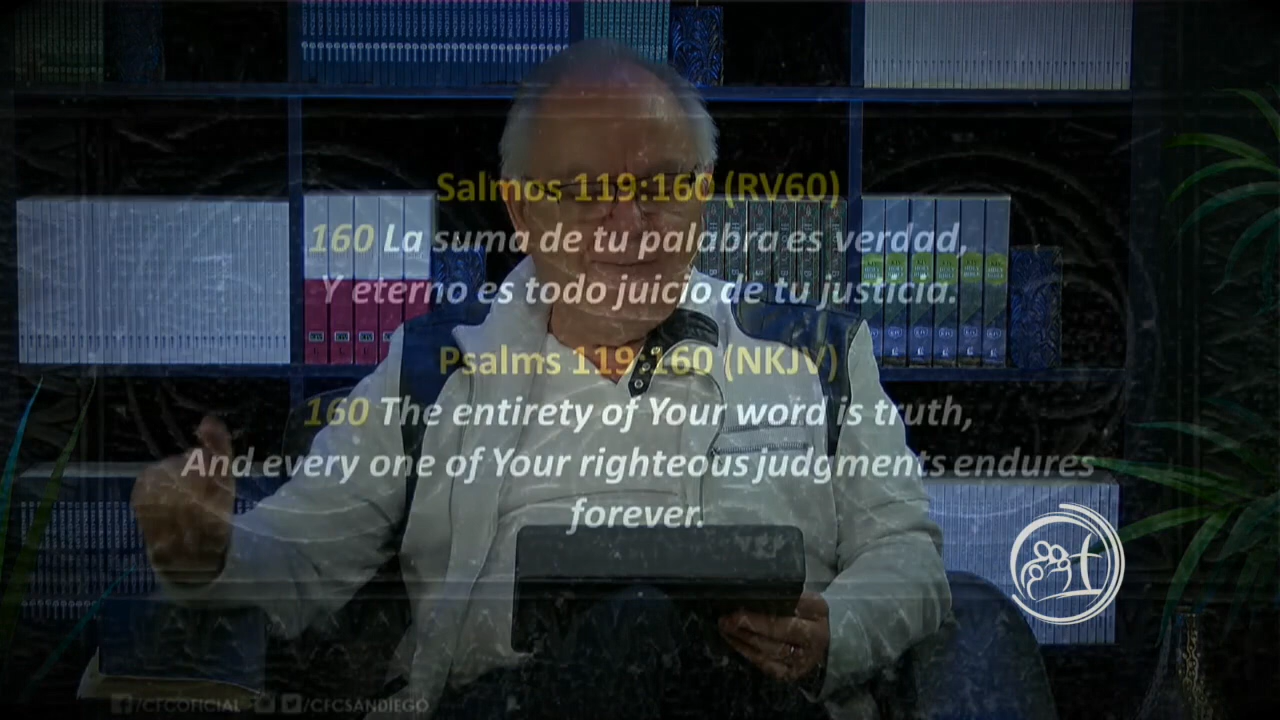 Salmos 119:160 (RV60)
160 La suma de tu palabra es verdad,
Y eterno es todo juicio de tu justicia.
Psalms 119:160 (NKJV)
160 The entirety of Your word is truth,
And every one of Your righteous judgments endures
forever.
/CFCOFICIAL /CFCSANDIEGO